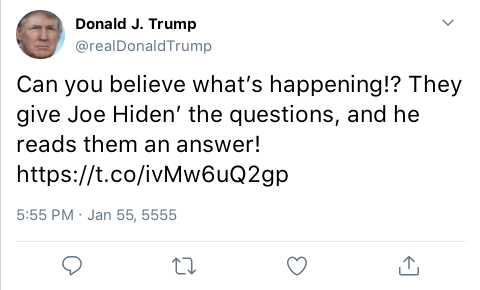 Donald J. Trump
@realDonaldTrump
Can you believe what's happening!? They
give Joe Hiden' the questions, and he
reads them an answer!
https://t.co/ivMw6uQ2gp
5:55 PM · Jan 55, 5555